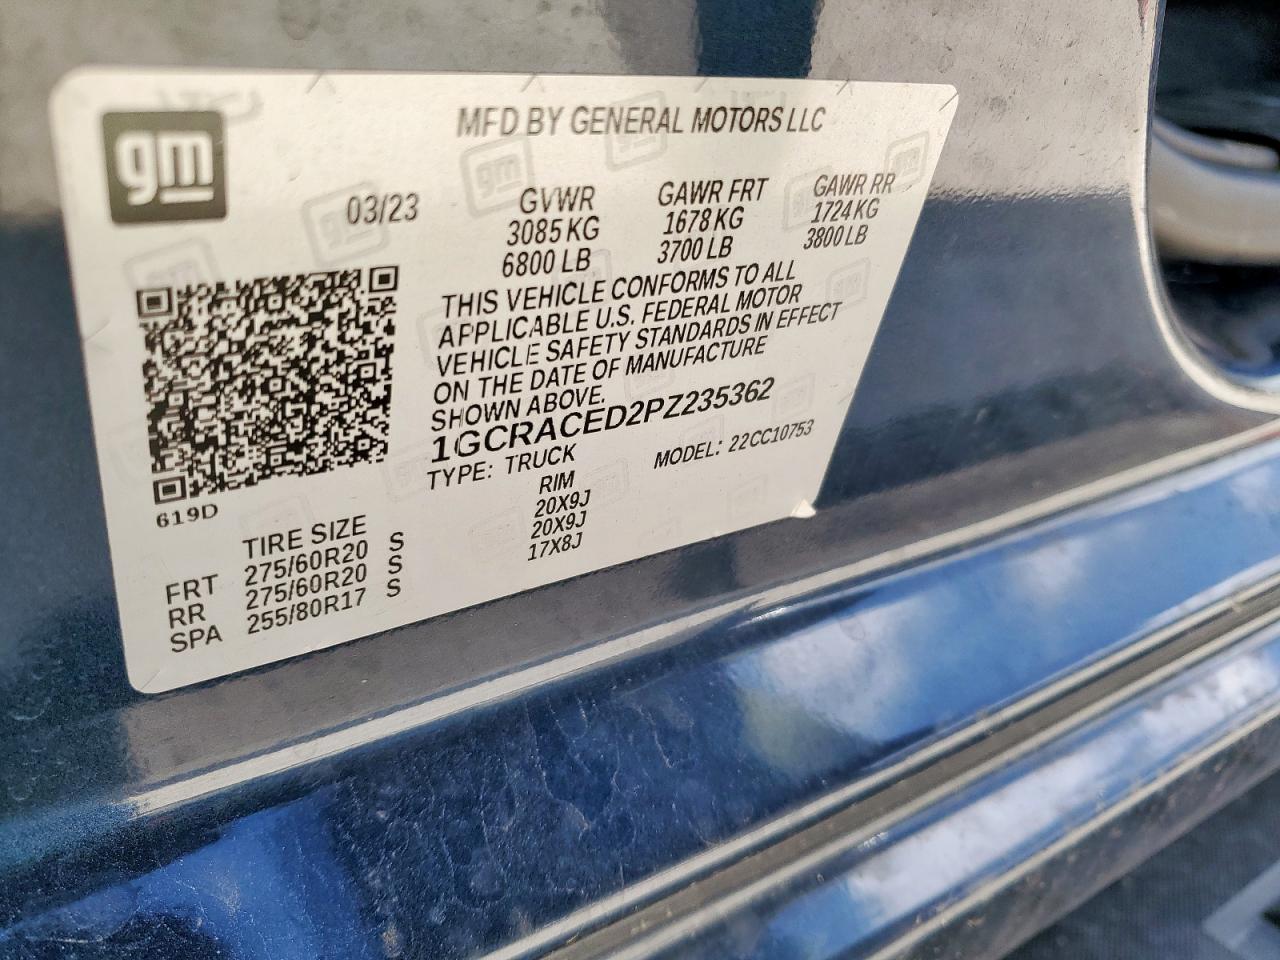 gm
MFD BY GENERAL MOTORS LLC
03/23
GVWR
3085 KG
6800 LB
GAWR FRT
1678 KG
3700 LB
GAWR RR
1724 KG
3800 LB
THIS VEHICLE CONFORMS TO ALL
APPLICABLE U.S. FEDERAL MOTOR
VEHICLE SAFETY STANDARDS IN EFFECT
ON THE DATE OF MANUFACTURE
SHOWN ABOVE.
1GCRACED2PZ235362
TYPE: TRUCK MODEL: 22CC10753
619D
TIRE SIZE RIM
FRT 275/60R20 S 20X9J
RR 275/60R20 S 20X9J
SPA 255/80R17 S 17X8J